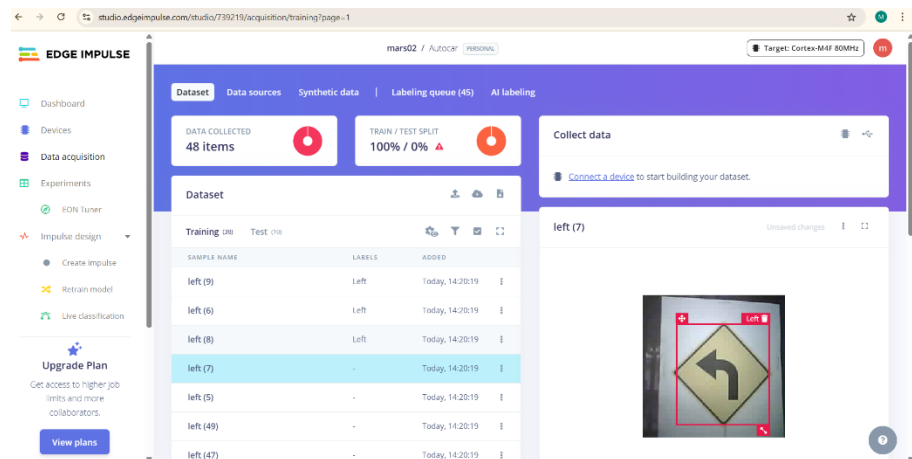 studio.edgeimpulse.com/studio/739219/acquisition/training?page=1
M
EDGE IMPULSE
mars02 / Autocar PERSONAL
Target: Cortex-M4F 80MHz
m
Dashboard
Devices
Data acquisition
Experiments
EON Tuner
Impulse design
Create impulse
Retrain model
Live classification
Upgrade Plan
Get access to higher job
limits and more
collaborators.
View plans
Dataset Data sources Synthetic data | Labeling queue (45) AI labeling
DATA COLLECTED
48 items
TRAIN / TEST SPLIT
100% / 0%
Dataset
Training Test
SAMPLE NAME LABELS ADDED
left (9) Left Today, 14:20:19
left (6) Left Today, 14:20:19
left (8) Left Today, 14:20:19
left (7) - Today, 14:20:19
left (5) - Today, 14:20:19
left (49) - Today, 14:20:19
left (47) - Today, 14:20:19
Collect data
Connect a device to start building your dataset.
left (7) Unsaved changes
Left
?